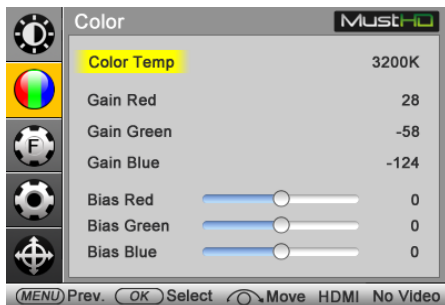 Color MustHD
Color Temp 3200K
Gain Red 28
Gain Green -58
Gain Blue -124
Bias Red 0
Bias Green 0
Bias Blue 0
F
MENU Prev. OK Select Move HDMI No Video